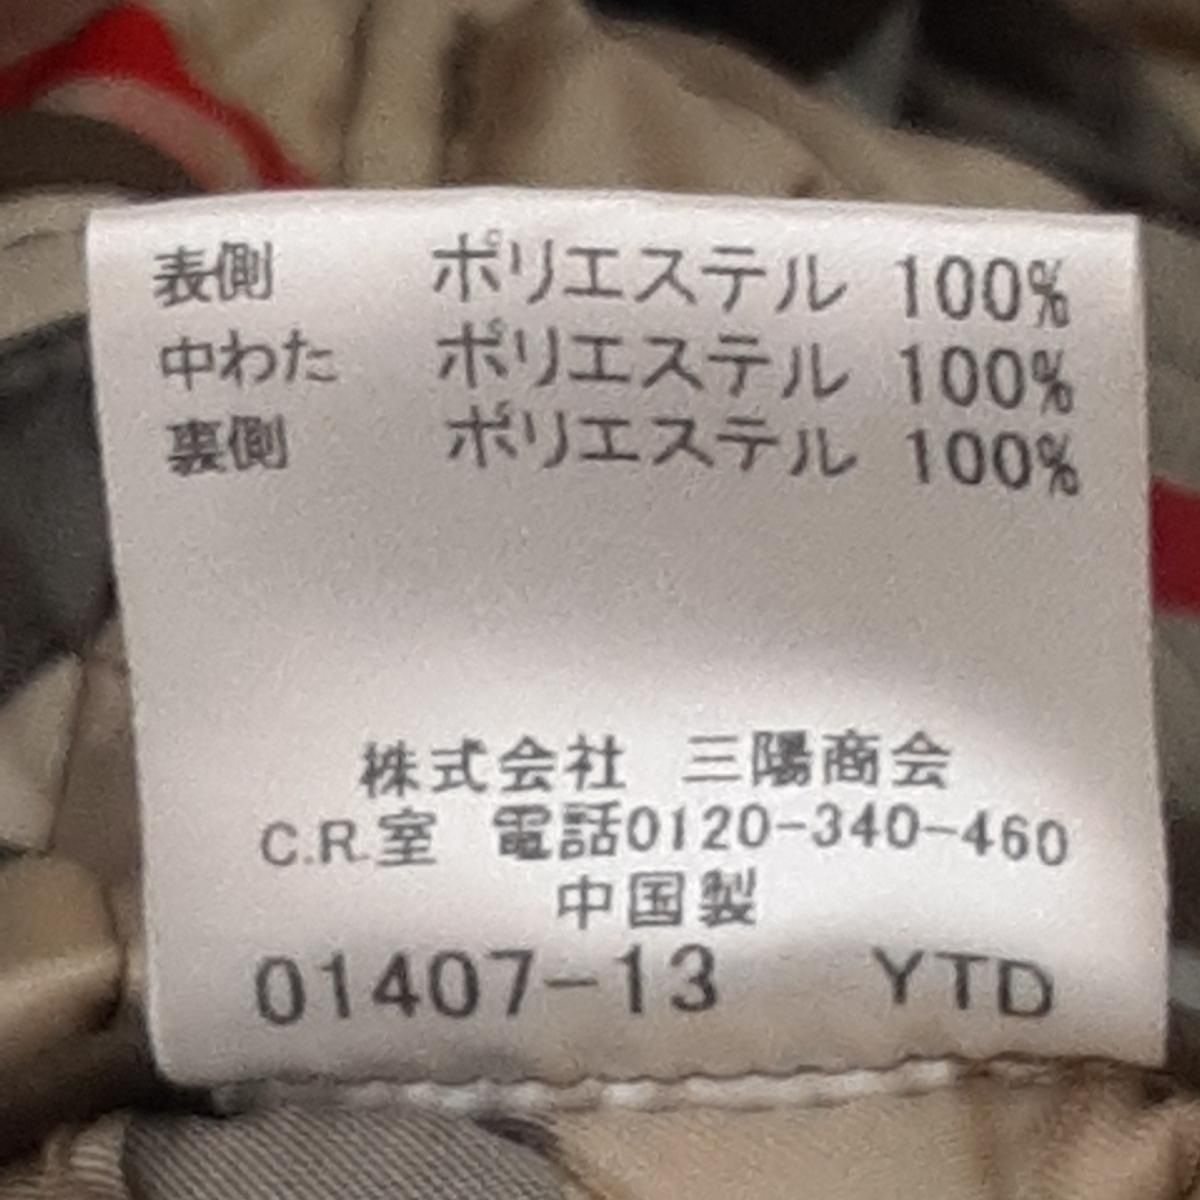 表側 ポリエステル 100%
中わた ポリエステル 100%
裏側 ポリエステル 100%
株式会社 三陽商会
C.R.室 電話0120-340-460
中国製
01407-13 YTD